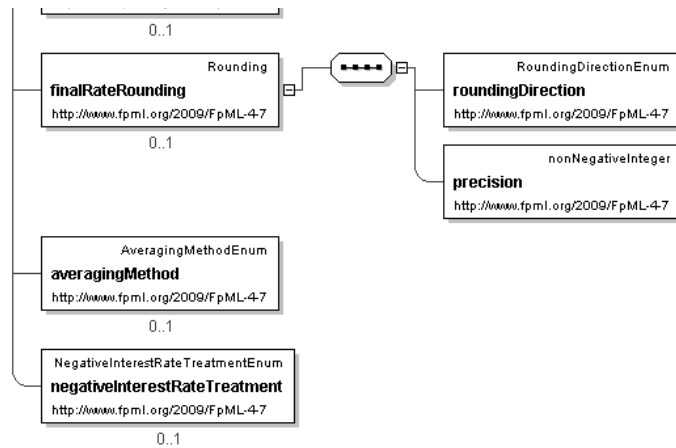 0..1
Rounding
finalRateRounding
http://www.fpml.org/2009/FpML-4-7
0..1
RoundingDirectionEnum
roundingDirection
http://www.fpml.org/2009/FpML-4-7
nonNegativeInteger
precision
http://www.fpml.org/2009/FpML-4-7
AveragingMethodEnum
averagingMethod
http://www.fpml.org/2009/FpML-4-7
0..1
NegativeInterestRateTreatmentEnum
negativeInterestRateTreatment
http://www.fpml.org/2009/FpML-4-7
0..1